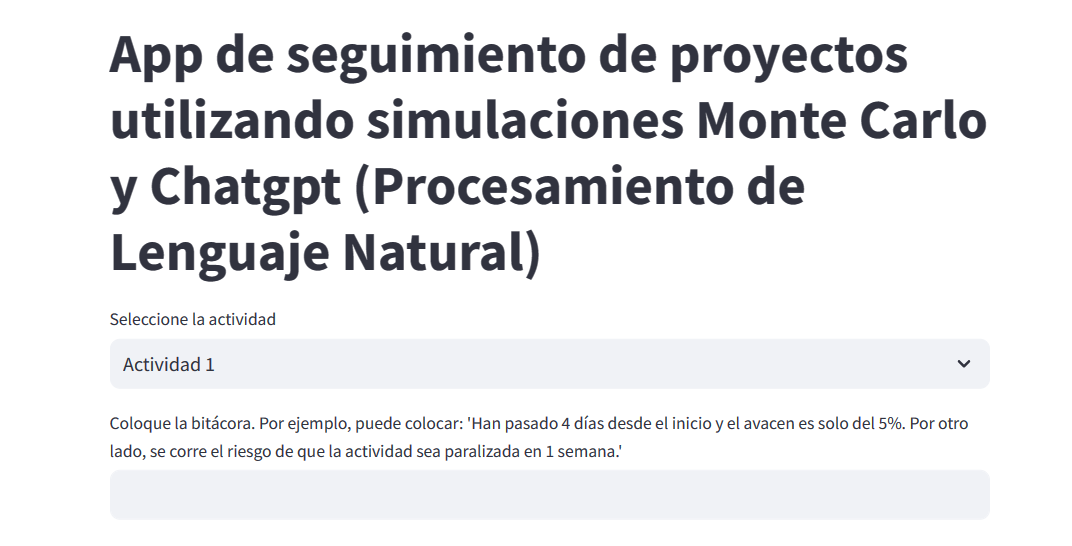 App de seguimiento de proyectos
utilizando simulaciones Monte Carlo
y Chatgpt (Procesamiento de
Lenguaje Natural)
Seleccione la actividad
Actividad 1
Coloque la bitácora. Por ejemplo, puede colocar: 'Han pasado 4 días desde el inicio y el avacen es solo del 5%. Por otro
lado, se corre el riesgo de que la actividad sea paralizada en 1 semana.'